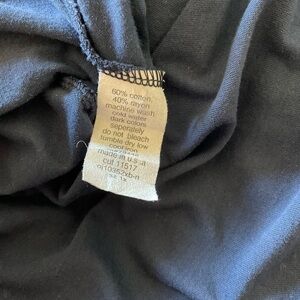 60% cotton,
40% rayon
machine wash
cold water
dark colors
seperately
do not bleach
tumble dry low
made in u.s.a
cut 11517